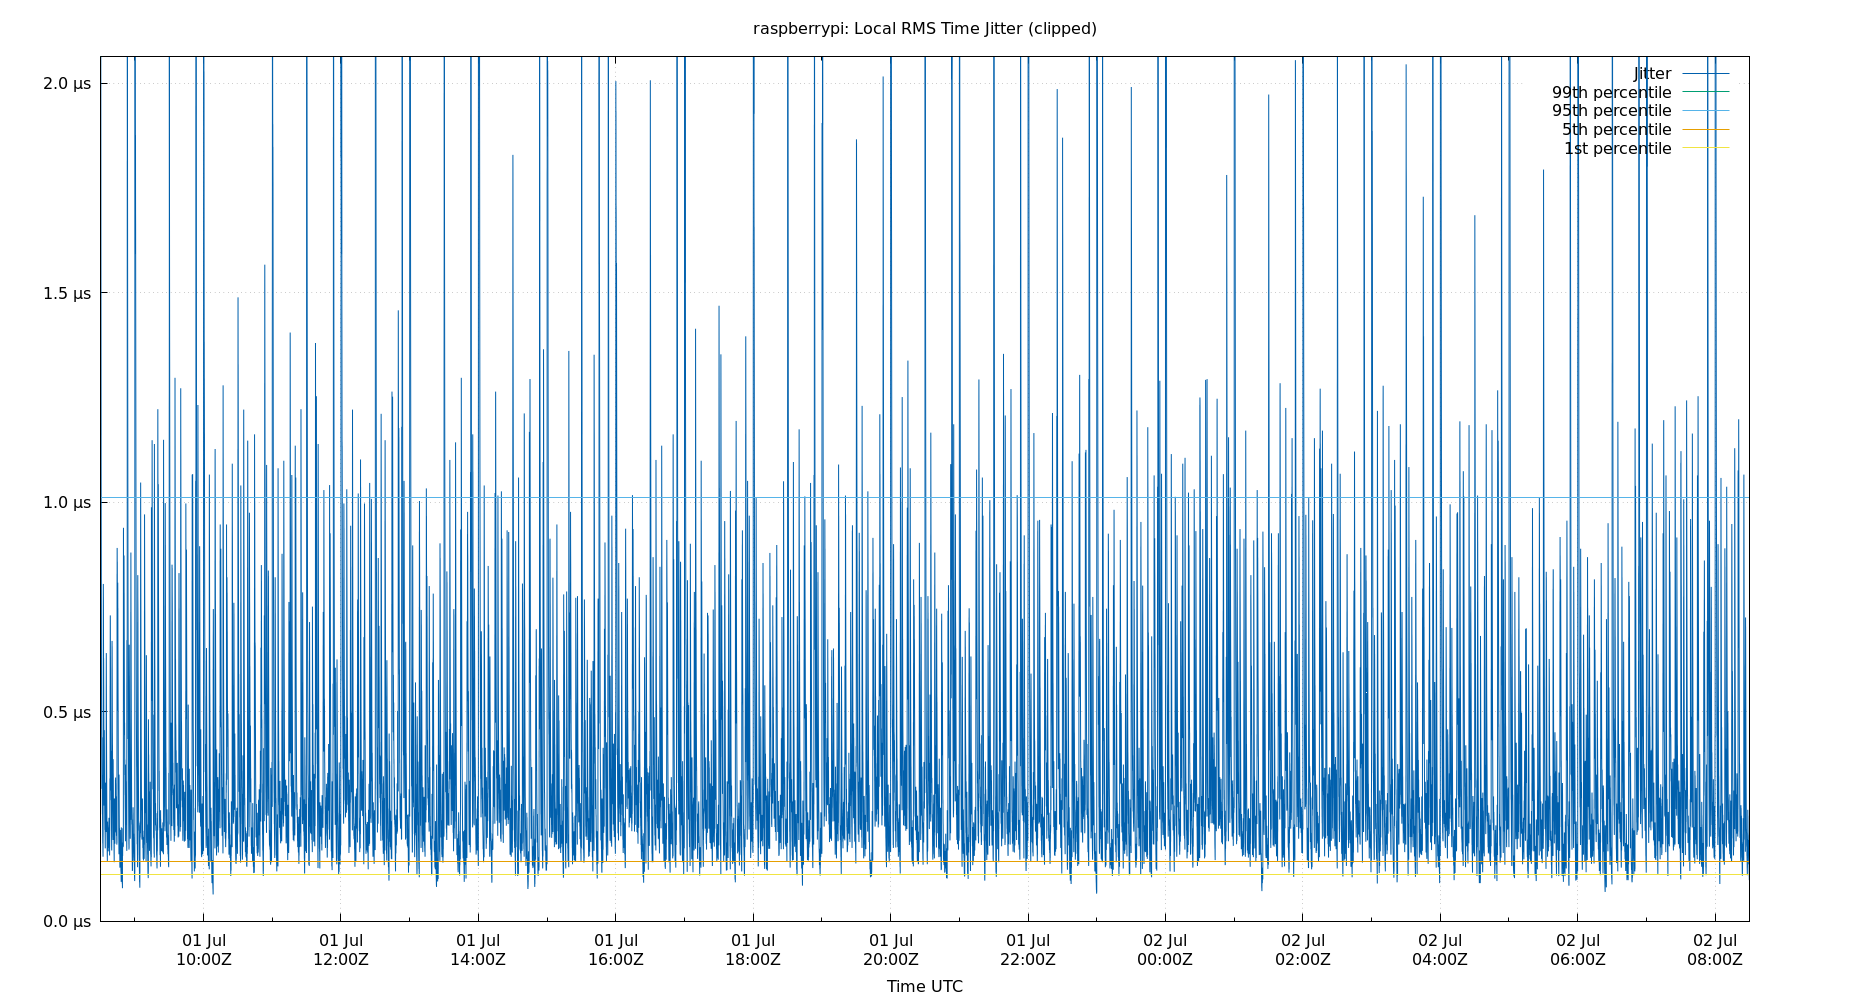 raspberrypi: Local RMS Time Jitter (clipped)
Jitter
99th percentile
95th percentile
5th percentile
1st percentile
2.0 µs
1.5 µs
1.0 µs
0.5 µs
0.0 µs
01 Jul 01 Jul 01 Jul 01 Jul 01 Jul 01 Jul 01 Jul 02 Jul 02 Jul 02 Jul 02 Jul 02 Jul
10:00Z 12:00Z 14:00Z 16:00Z 18:00Z 20:00Z 22:00Z 00:00Z 02:00Z 04:00Z 06:00Z 08:00Z
Time UTC